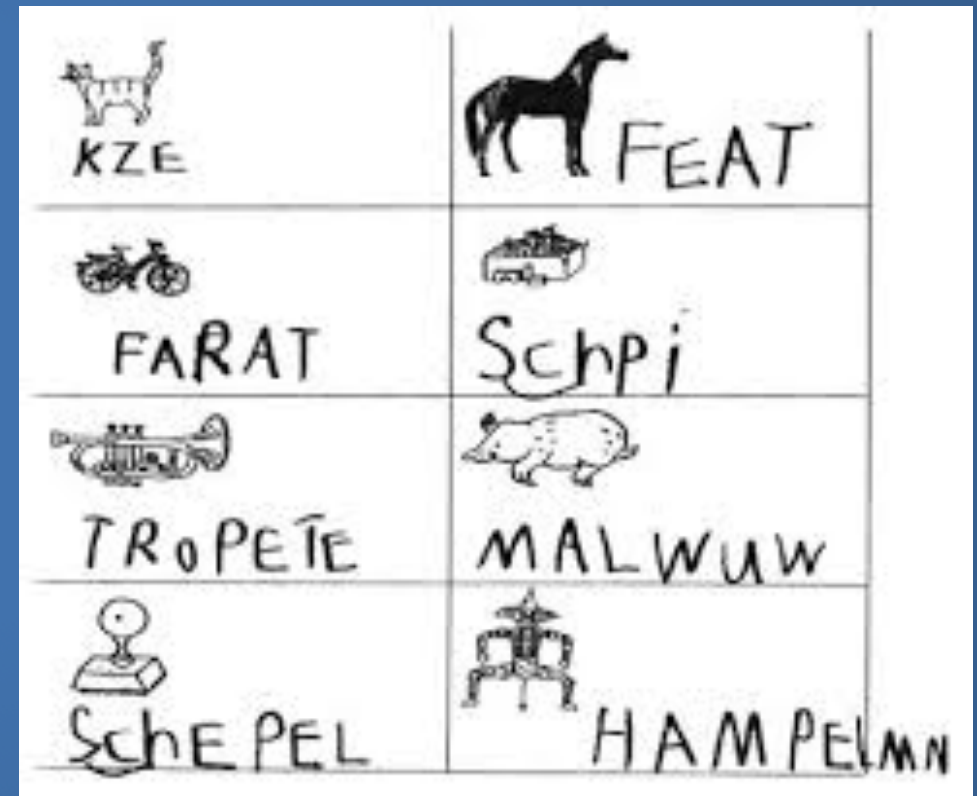 KZE
FEAT
FARAT
Schpi
TROPETE
MALWUW
SchEPEL
HAMPElMN